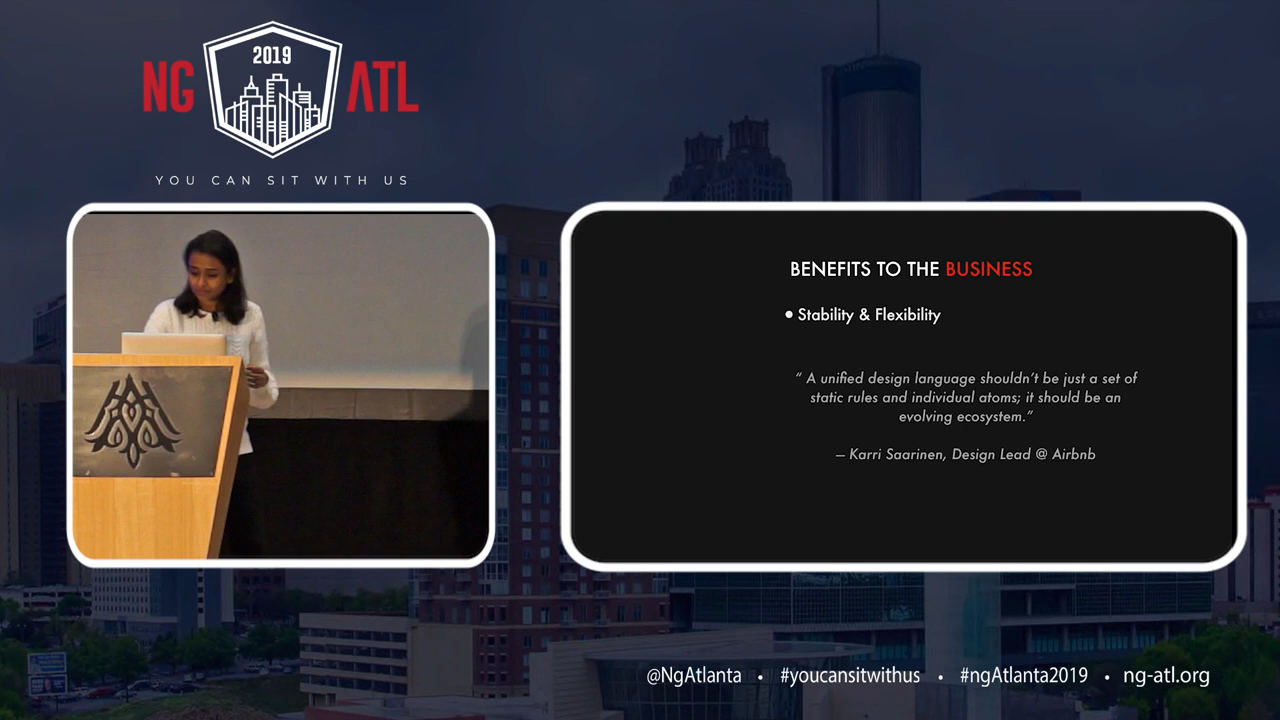 2019
NG ATL
YOU CAN SIT WITH US
BENEFITS TO THE BUSINESS
• Stability & Flexibility
“ A unified design language shouldn’t be just a set of
static rules and individual atoms; it should be an
evolving ecosystem.”
– Karri Saarinen, Design Lead @ Airbnb
@NgAtlanta • #youcansitwithus • #ngAtlanta2019 • ng-atl.org